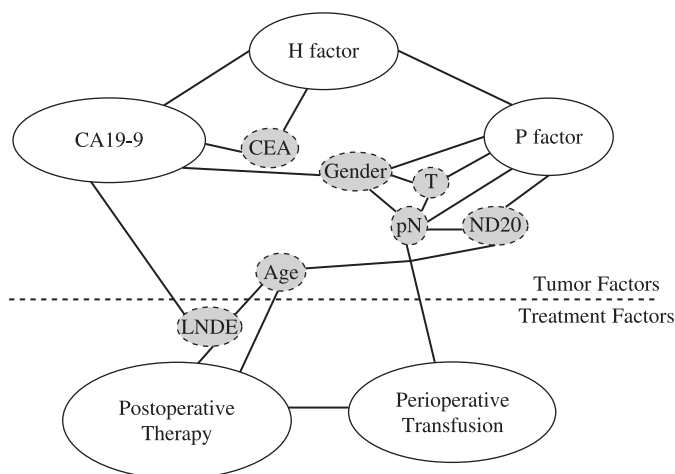 H factor
CA19-9
P factor
CEA
Gender
T
pN
ND20
Age
Tumor Factors
Treatment Factors
LNDE
Postoperative
Therapy
Perioperative
Transfusion